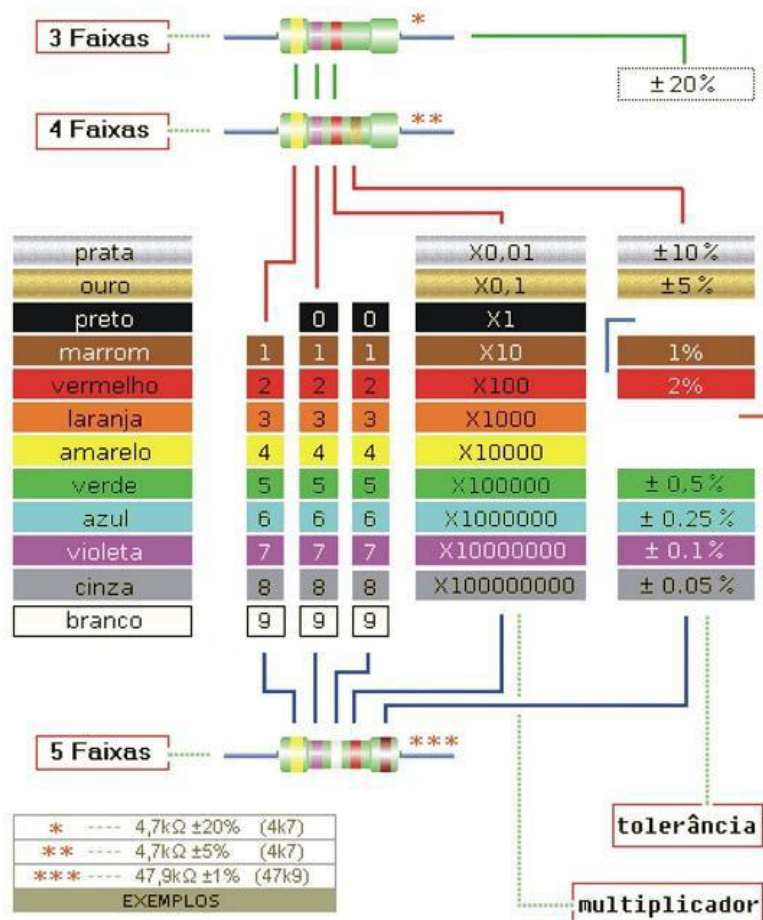 3 Faixas *
±20%
4 Faixas **
prata X0,01 ±10%
ouro X0,1 ±5%
preto 0 0 X1
marrom 1 1 1 X10 1%
vermelho 2 2 2 X100 2%
laranja 3 3 3 X1000
amarelo 4 4 4 X10000
verde 5 5 5 X100000 ± 0,5%
azul 6 6 6 X1000000 ± 0.25%
violeta 7 7 7 X10000000 ± 0.1%
cinza 8 8 8 X100000000 ± 0.05%
branco 9 9 9
5 Faixas ***
* ---- 4,7kΩ ±20% (4k7)
** ---- 4,7kΩ ±5% (4k7)
*** ---- 47,9kΩ ±1% (47k9)
EXEMPLOS
tolerância
multiplicador